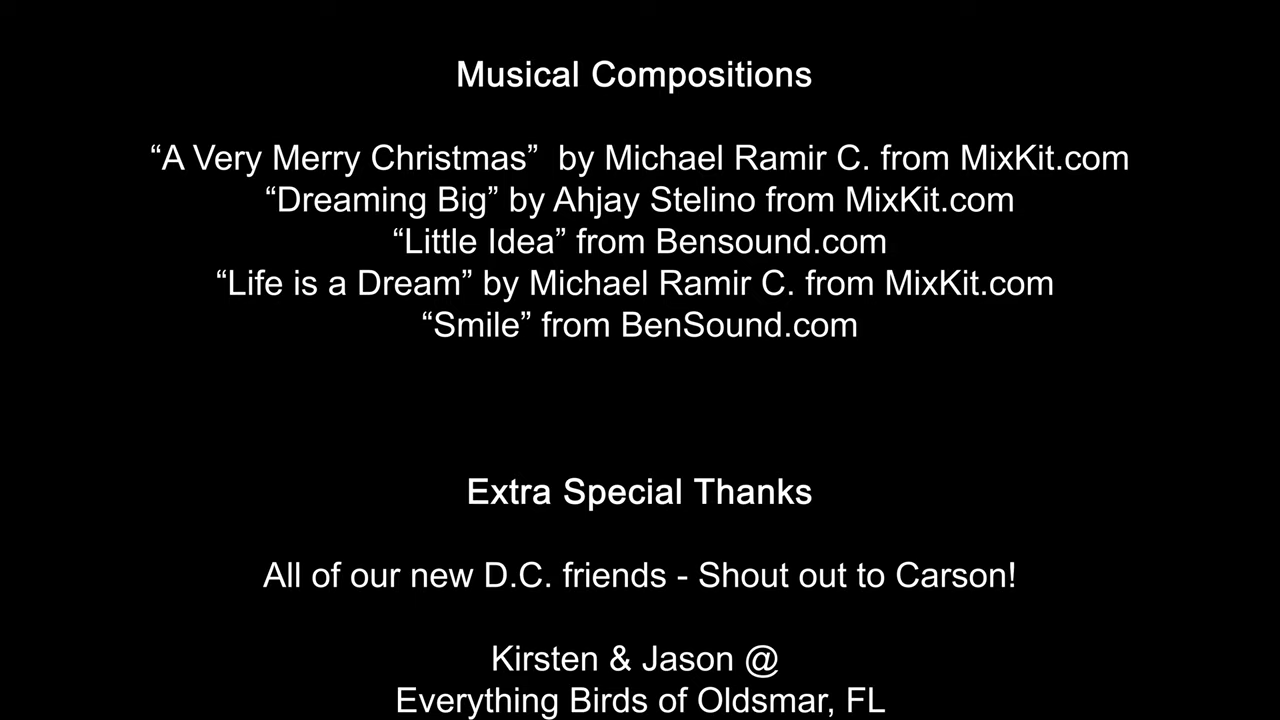 Musical Compositions
“A Very Merry Christmas”  by Michael Ramir C. from MixKit.com
“Dreaming Big” by Ahjay Stelino from MixKit.com
“Little Idea” from Bensound.com
“Life is a Dream” by Michael Ramir C. from MixKit.com
“Smile” from BenSound.com
Extra Special Thanks
All of our new D.C. friends - Shout out to Carson!
Kirsten & Jason @
Everything Birds of Oldsmar, FL